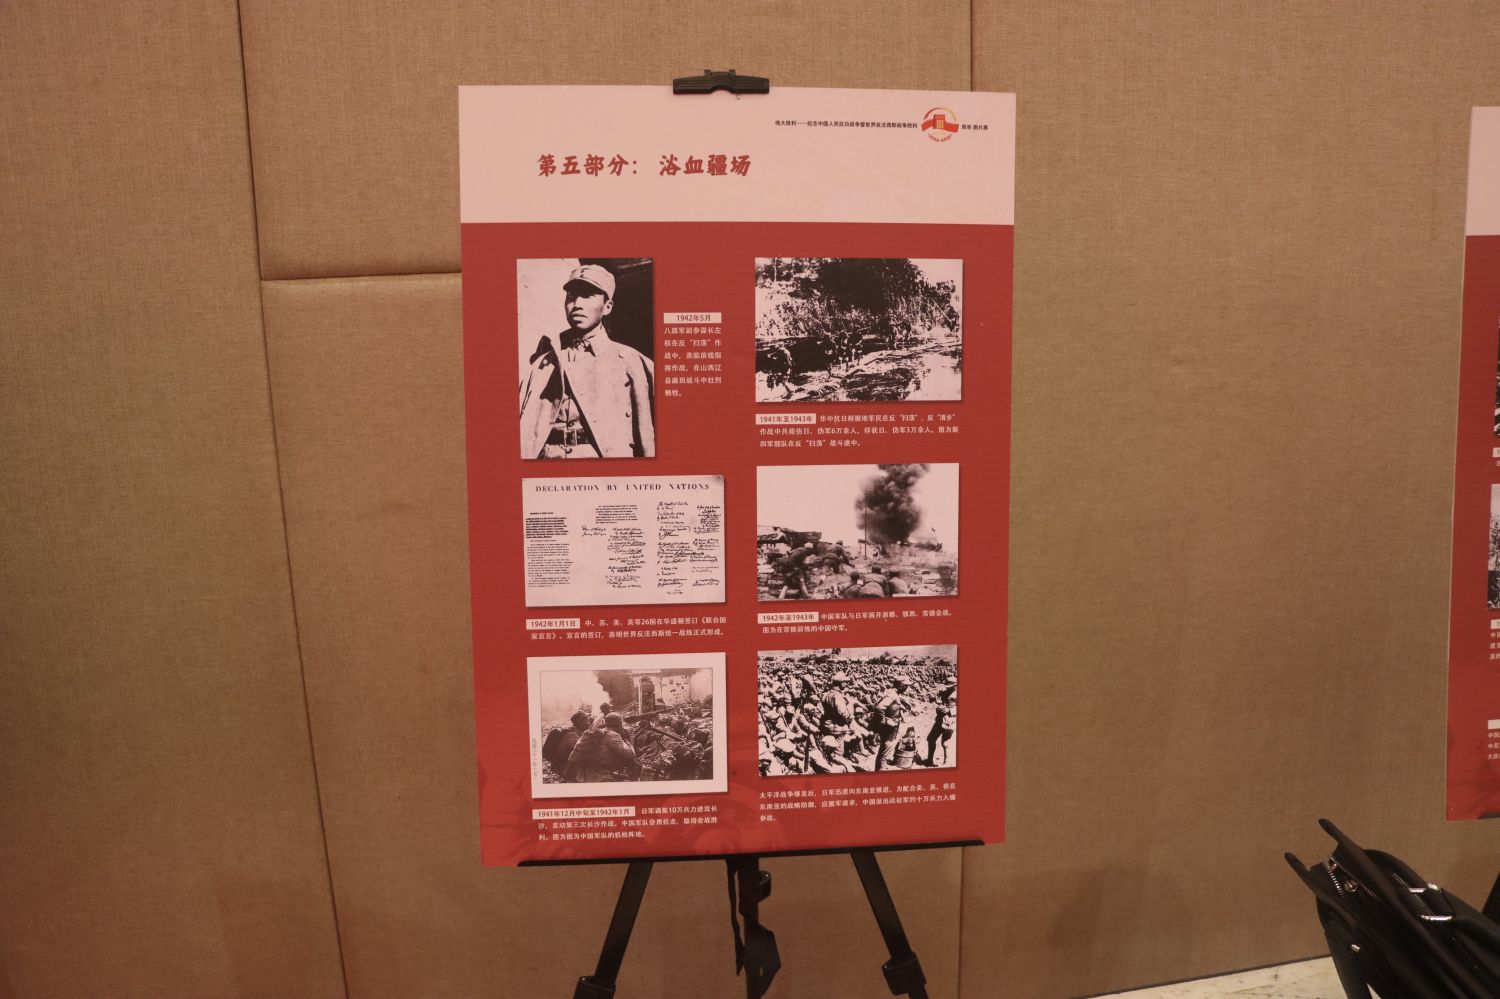 伟大胜利——纪念中国人民抗日战争暨世界反法西斯战争胜利
周年 图片展
第五部分： 浴血疆场
1942年5月
八路军副参谋长左
权在反“扫荡”作
战中，亲临前线指
挥作战，在山西辽
县麻田战斗中壮烈
牺牲。
1941年至1943年 华中抗日根据地军民在反“扫荡”、反“清乡”
作战中共毙伤日、伪军6万余人，俘获日、伪军3万余人。图为新
四军部队在反“扫荡”战斗途中。
DECLARATION BY UNITED NATIONS
1942年1月1日 中、苏、美、英等26国在华盛顿签订《联合国
家宣言》。宣言的签订，表明世界反法西斯统一战线正式形成。
1942年至1943年 中国军队与日军展开浙赣、鄂西、常德会战。
图为在常德前线的中国守军。
1941年12月中旬至1942年1月 日军调集10万兵力进攻长
沙，发动第三次长沙作战。中国军队奋勇抗击，取得会战胜
利。图为图为中国军队的机枪阵地。
太平洋战争爆发后，日军迅速向东南亚推进。为配合美、英、荷在
东南亚的战略防御，应盟军请求，中国派出远征军约十万兵力入缅
参战。